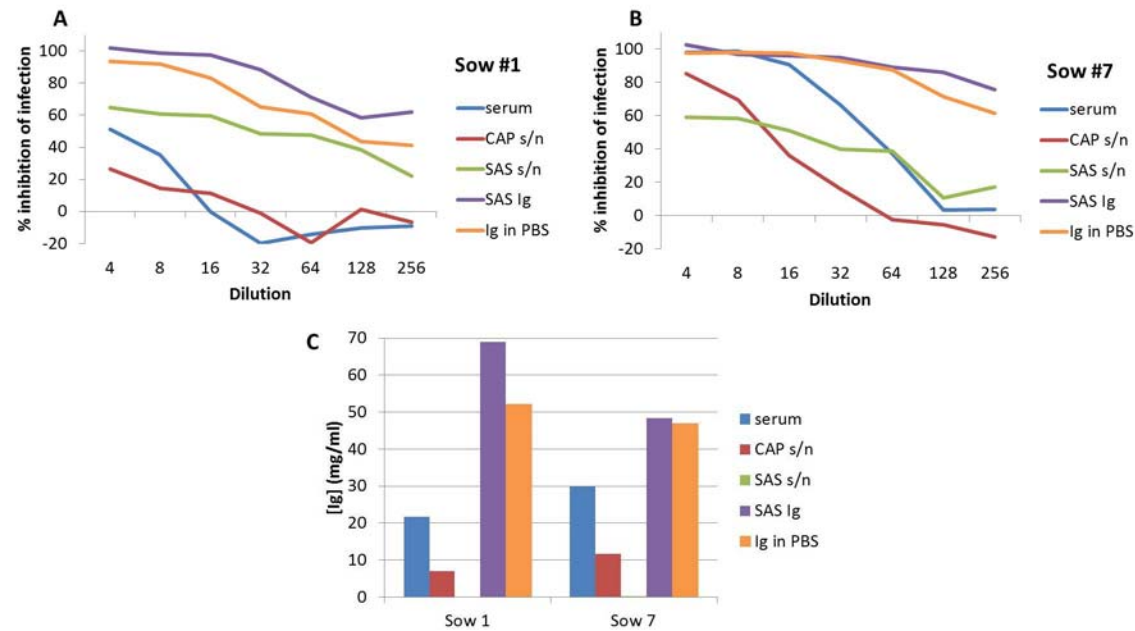 A
% inhibition of infection
100
80
60
40
20
0
-20
4 8 16 32 64 128 256
Dilution
Sow #1
serum
CAP s/n
SAS s/n
SAS Ig
Ig in PBS
B
% inhibition of infection
100
80
60
40
20
0
-20
4 8 16 32 64 128 256
Dilution
Sow #7
serum
CAP s/n
SAS s/n
SAS Ig
Ig in PBS
C
[Ig] (mg/ml)
70
60
50
40
30
20
10
0
Sow 1 Sow 7
serum
CAP s/n
SAS s/n
SAS Ig
Ig in PBS